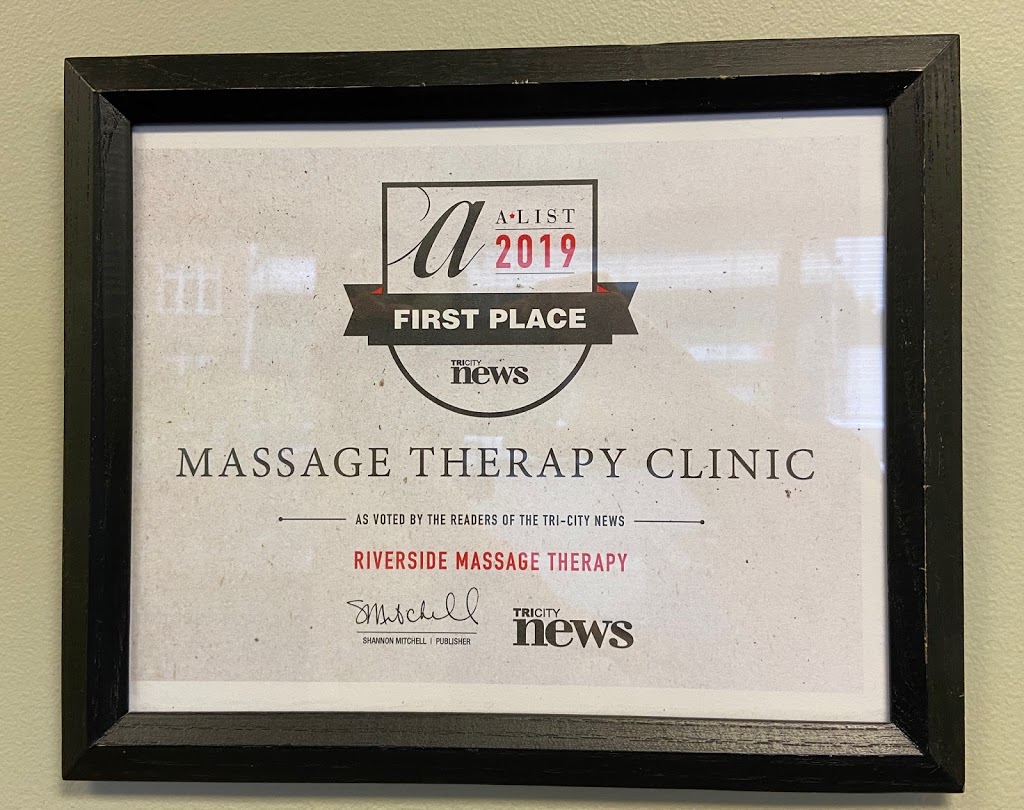 a
A LIST
2019
FIRST PLACE
TRICITY
news
MASSAGE THERAPY CLINIC
AS VOTED BY THE READERS OF THE TRI-CITY NEWS
RIVERSIDE MASSAGE THERAPY
SMitchell
SHANNON MITCHELL | PUBLISHER
TRICITY
news